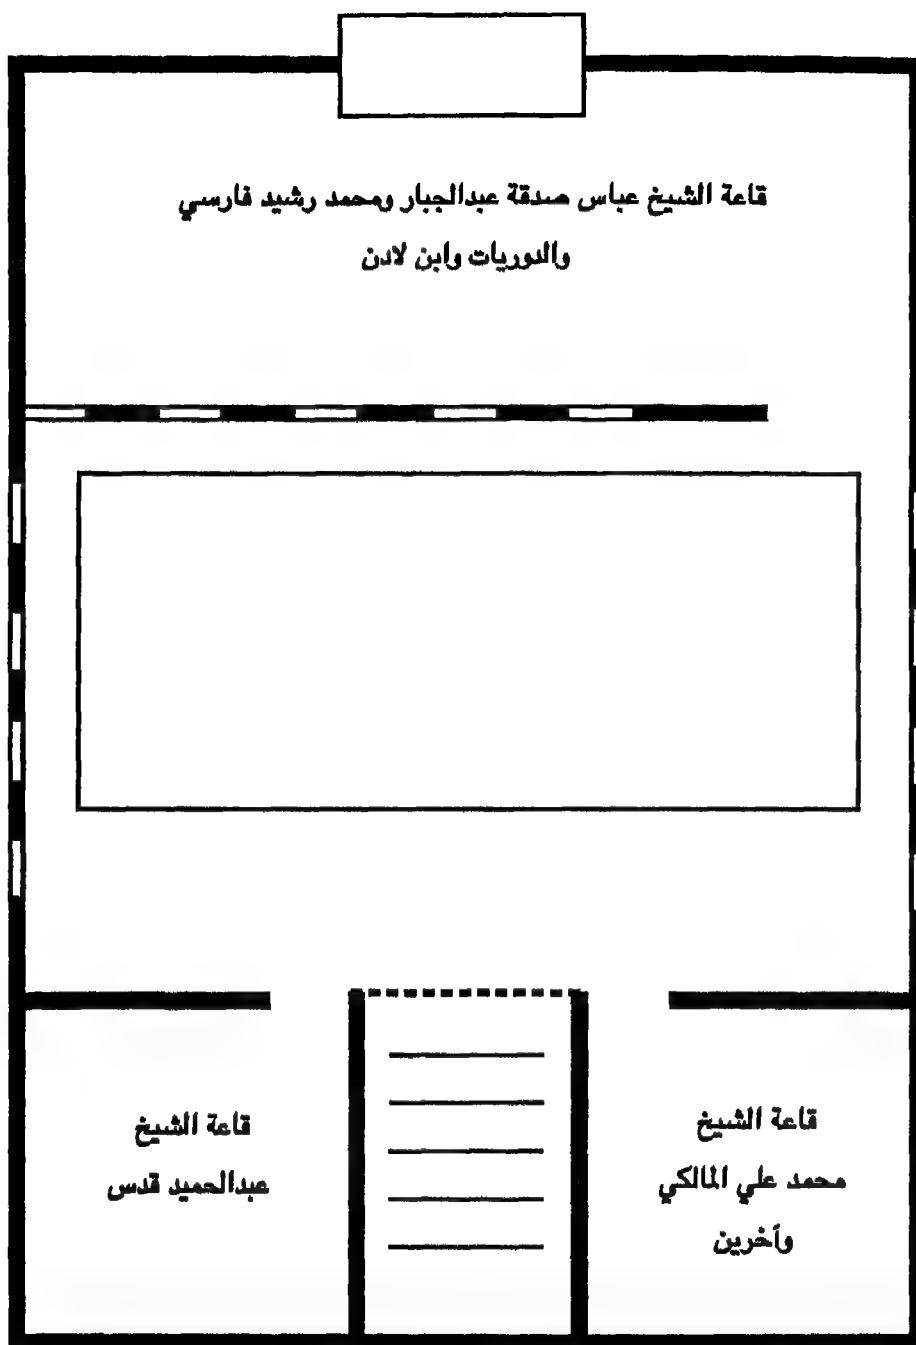 قاعة الشيخ عباس صدقة عبدالجبار ومحمد رشيد فارسي
والدوريات وابن لادن
قاعة الشيخ
محمد علي المالكي
وآخرين
قاعة الشيخ
عبدالحميد قدس